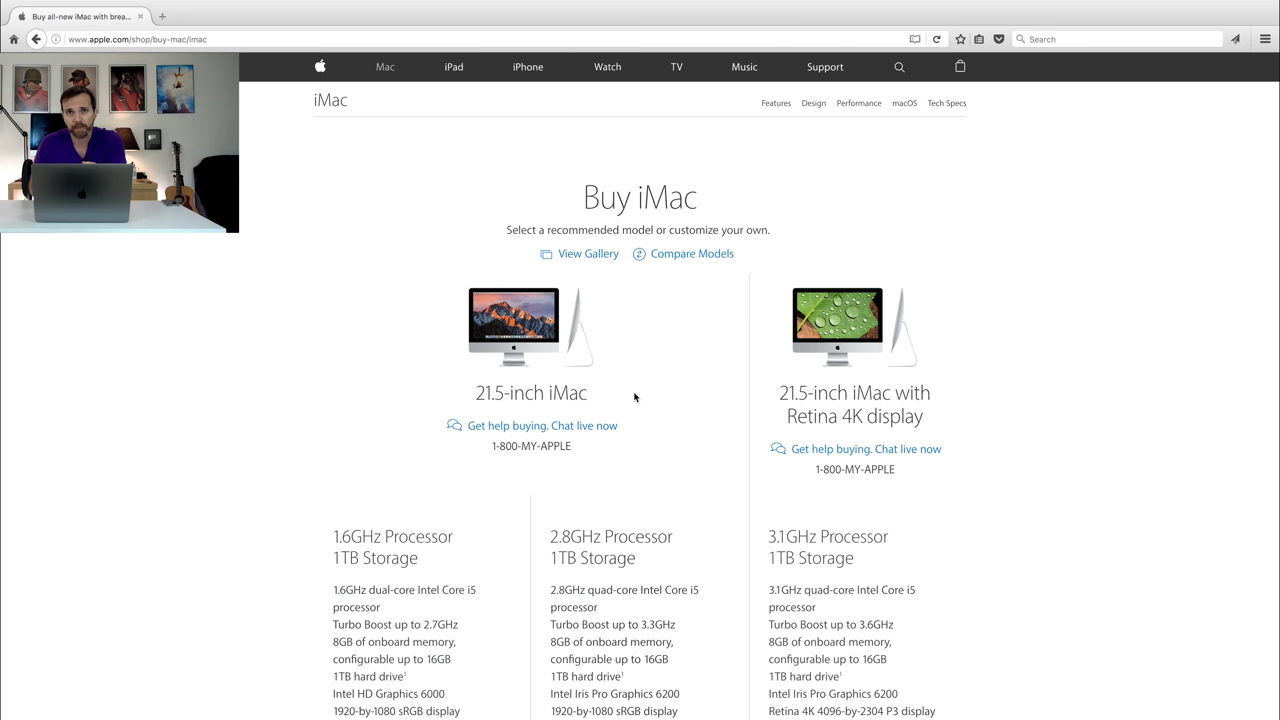 Buy all-new iMac with brea...
www.apple.com/shop/buy-mac/imac
Search
Mac
iPad
iPhone
Watch
TV
Music
Support
iMac
Features
Design
Performance
macOS
Tech Specs
Buy iMac
Select a recommended model or customize your own.
View Gallery
Compare Models
21.5-inch iMac
Get help buying. Chat live now
1-800-MY-APPLE
21.5-inch iMac with
Retina 4K display
Get help buying. Chat live now
1-800-MY-APPLE
1.6GHz Processor
1TB Storage
1.6GHz dual-core Intel Core i5
processor
Turbo Boost up to 2.7GHz
8GB of onboard memory,
configurable up to 16GB
1TB hard drive¹
Intel HD Graphics 6000
1920-by-1080 sRGB display
2.8GHz Processor
1TB Storage
2.8GHz quad-core Intel Core i5
processor
Turbo Boost up to 3.3GHz
8GB of onboard memory,
configurable up to 16GB
1TB hard drive¹
Intel Iris Pro Graphics 6200
1920-by-1080 sRGB display
3.1GHz Processor
1TB Storage
3.1GHz quad-core Intel Core i5
processor
Turbo Boost up to 3.6GHz
8GB of onboard memory,
configurable up to 16GB
1TB hard drive¹
Intel Iris Pro Graphics 6200
Retina 4K 4096-by-2304 P3 display